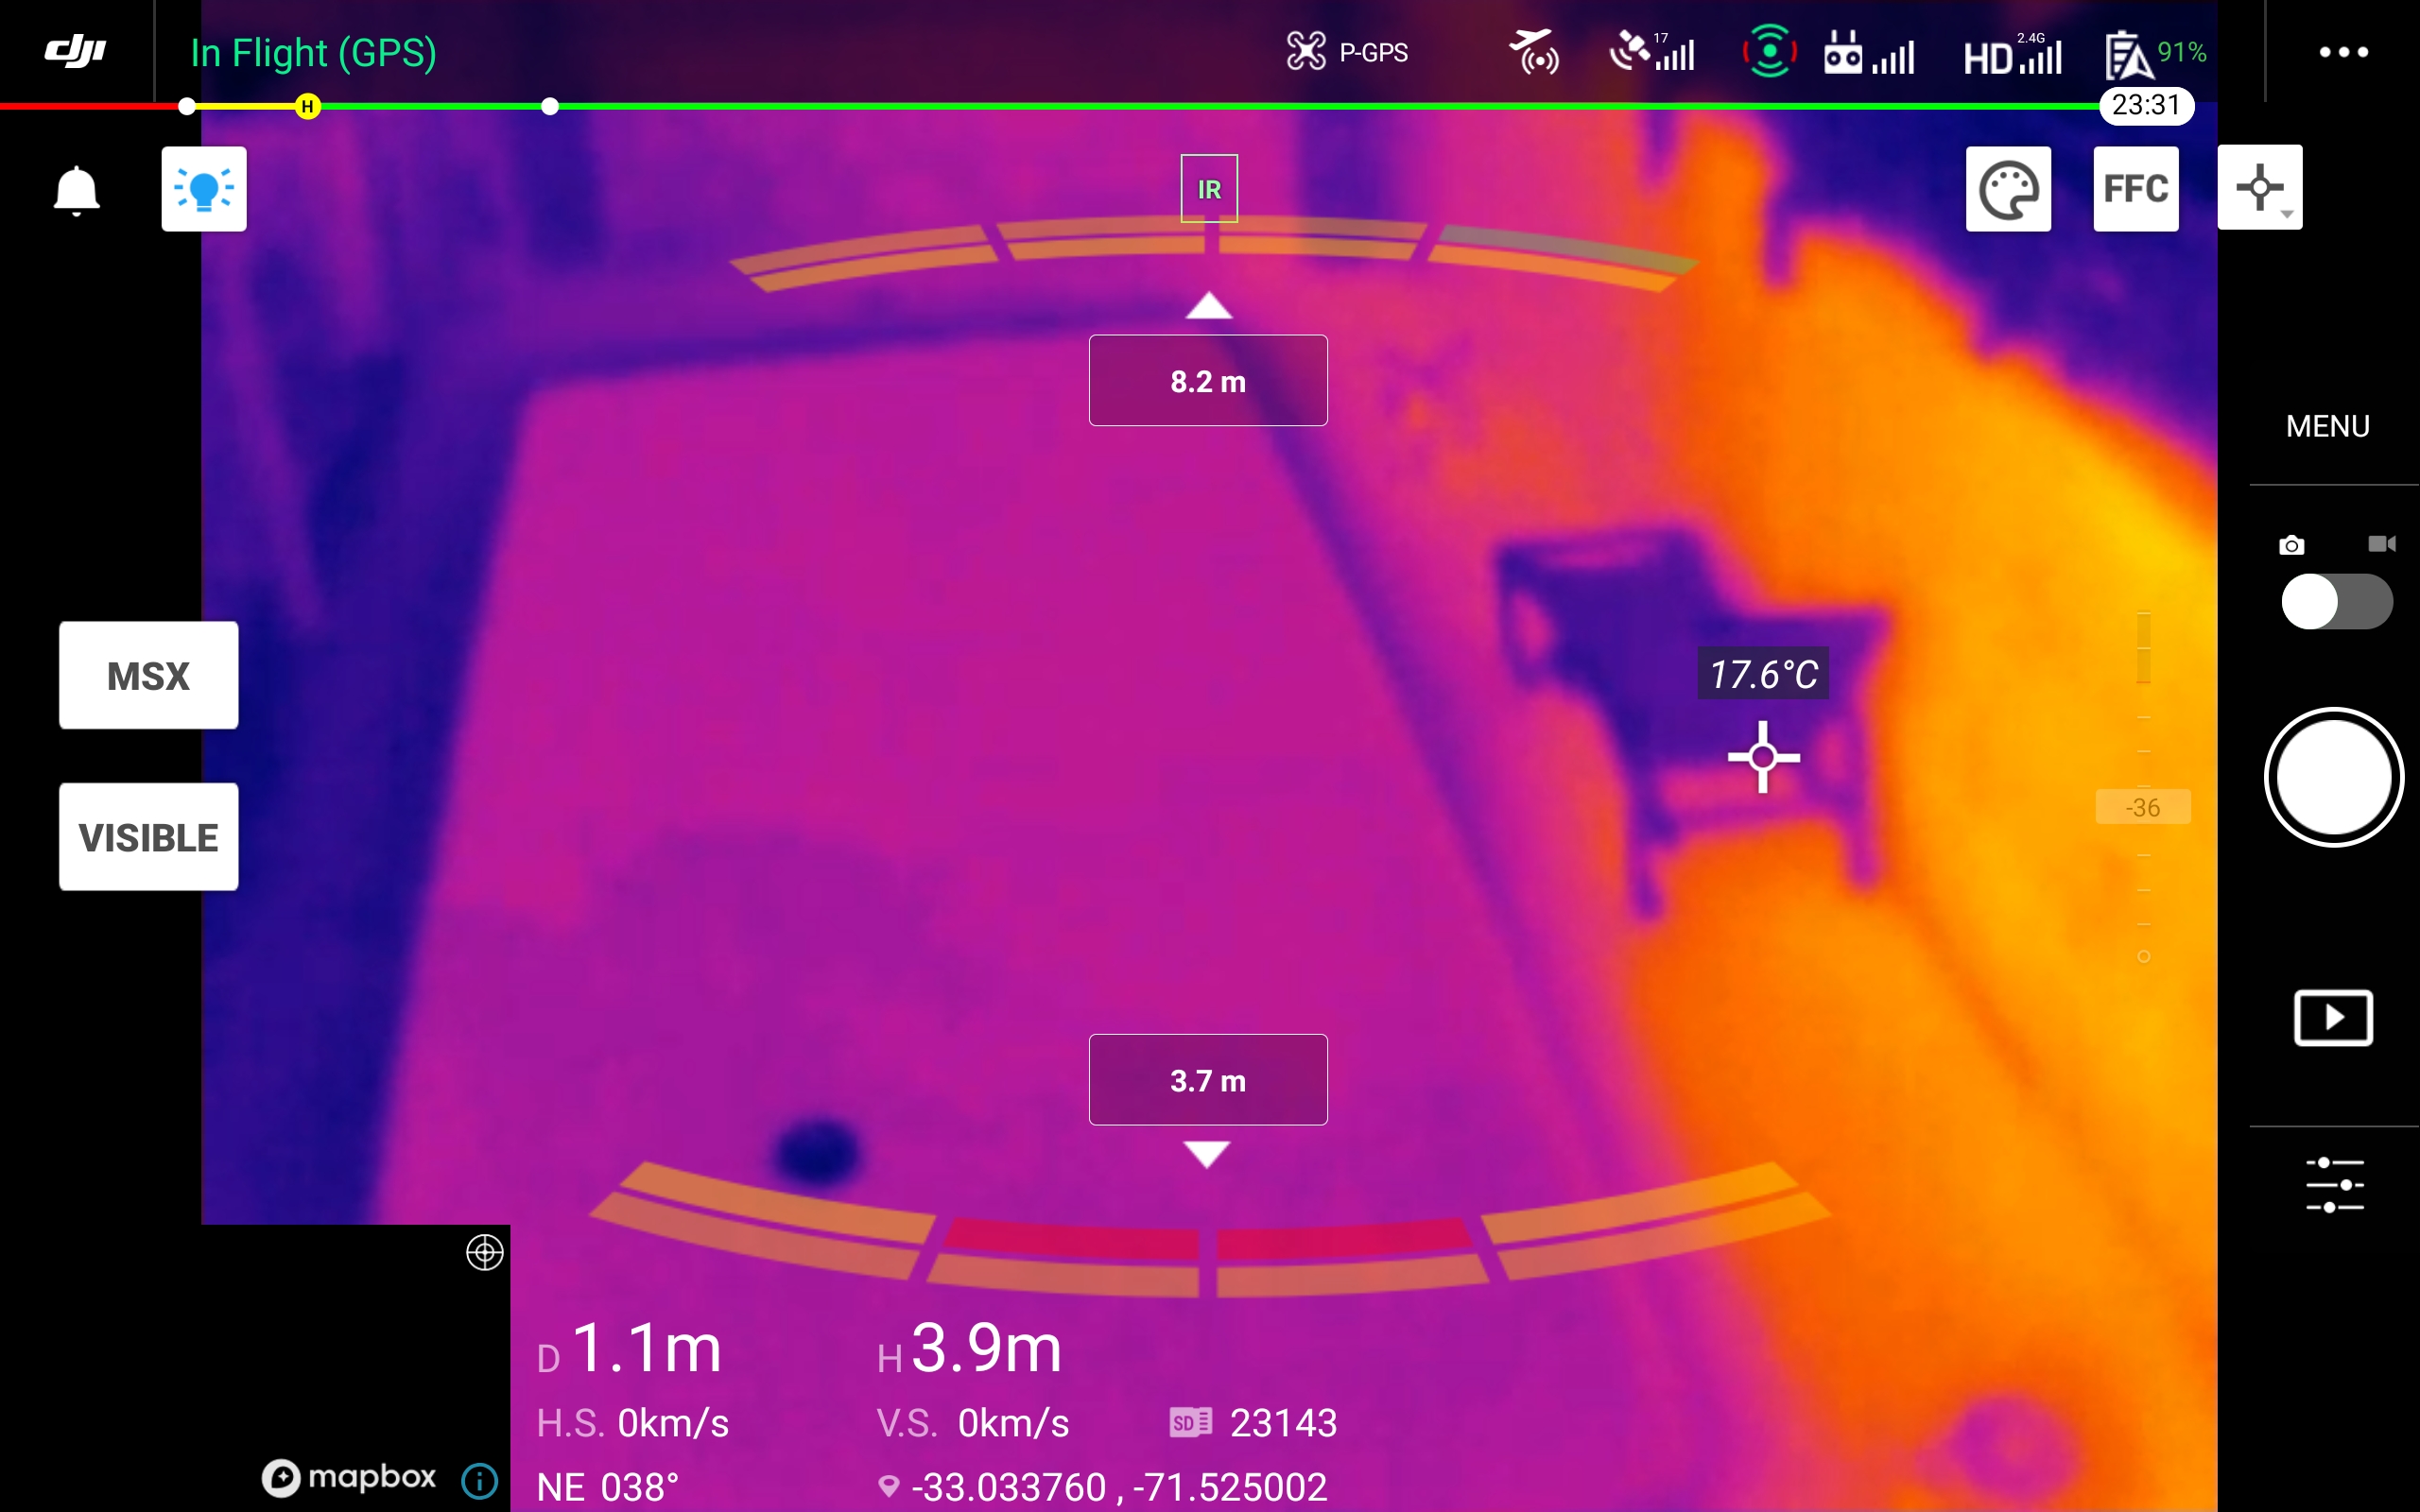 dji
In Flight (GPS)
P-GPS
17
HD 2.4G
91%
H
23:31
IR
FFC
8.2 m
MENU
MSX
17.6°C
VISIBLE
-36
3.7 m
D 1.1m H 3.9m
H.S. 0km/s V.S. 0km/s SD 23143
NE 038° -33.033760 , -71.525002
mapbox i